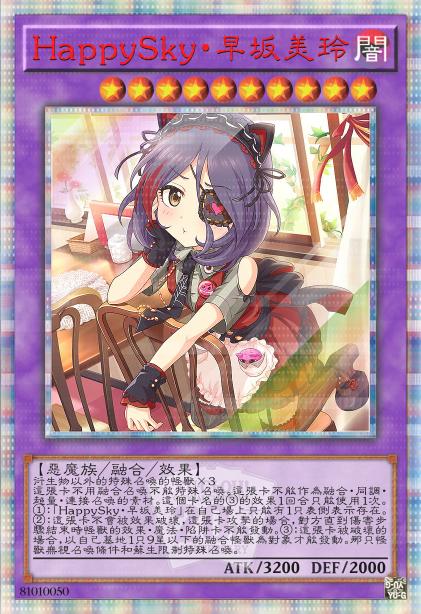 HappySky・早坂美玲 闇
【惡魔族/融合/效果】
衍生物以外的特殊召喚的怪獸×3
這張卡不用融合召喚不能特殊召喚。這張卡不能作為融合・同調・
超量・連接召喚的素材。這個卡名的③的效果1回合只能使用1次。
①:「HappySky・早坂美玲」在自己場上只能有1只表側表示存在。
②:這張卡不會被效果破壞,這張卡攻擊的場合,對方直到傷害步
驟結束時怪獸的效果・魔法・陷阱卡不能發動。③:這張卡被破壞的
場合,以自己墓地1只9星以下的融合怪獸為對象才能發動。那只怪
獸無視召喚條件和蘇生限制特殊召喚。
ATK/3200 DEF/2000
81010050